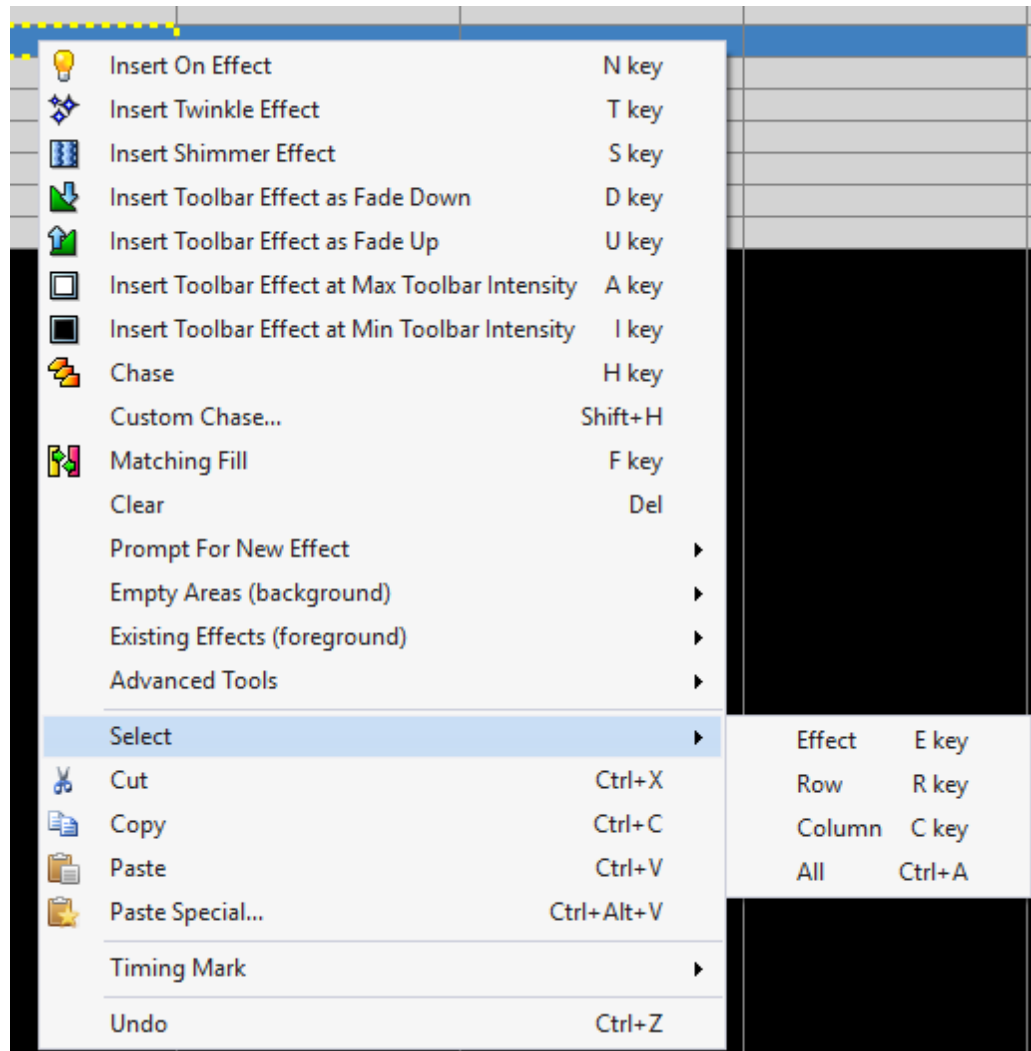 Insert On Effect N key
Insert Twinkle Effect T key
Insert Shimmer Effect S key
Insert Toolbar Effect as Fade Down D key
Insert Toolbar Effect as Fade Up U key
Insert Toolbar Effect at Max Toolbar Intensity A key
Insert Toolbar Effect at Min Toolbar Intensity I key
Chase H key
Custom Chase... Shift+H
Matching Fill F key
Clear Del
Prompt For New Effect
Empty Areas (background)
Existing Effects (foreground)
Advanced Tools
Select
Cut Ctrl+X
Copy Ctrl+C
Paste Ctrl+V
Paste Special... Ctrl+Alt+V
Timing Mark
Undo Ctrl+Z
Effect E key
Row R key
Column C key
All Ctrl+A